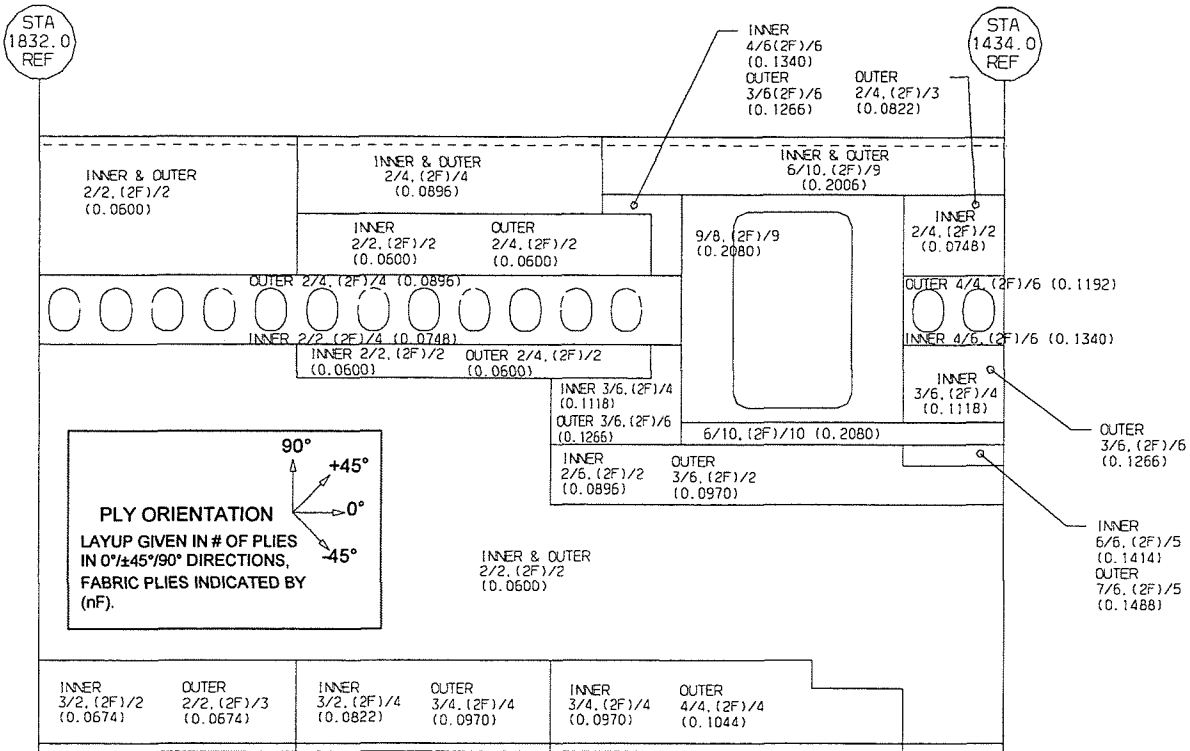 STA
1832.0
REF
STA
1434.0
REF
INNER
4/6(2F)/6
(0.1340)
OUTER
3/6(2F)/6
(0.1266)
OUTER
2/4,(2F)/3
(0.0822)
INNER & OUTER
2/2,(2F)/2
(0.0600)
INNER & OUTER
2/4,(2F)/4
(0.0896)
INNER & OUTER
6/10,(2F)/9
(0.2006)
INNER
2/2,(2F)/2
(0.0600)
OUTER
2/4,(2F)/2
(0.0600)
9/8,(2F)/9
(0.2080)
INNER
2/4,(2F)/2
(0.0748)
OUTER 2/4,(2F)/4 (0.0896)
INNER 2/2,(2F)/4 (0.0748)
OUTER 4/4,(2F)/6 (0.1192)
INNER 4/6,(2F)/6 (0.1340)
INNER 2/2,(2F)/2
(0.0600)
OUTER 2/4,(2F)/2
(0.0600)
INNER 3/6,(2F)/4
(0.1118)
OUTER 3/6,(2F)/6
(0.1266)
INNER
3/6,(2F)/4
(0.1118)
6/10,(2F)/10 (0.2080)
OUTER
3/6,(2F)/6
(0.1266)
INNER
2/6,(2F)/2
(0.0896)
OUTER
3/6,(2F)/2
(0.0970)
INNER
6/6,(2F)/5
(0.1414)
OUTER
7/6,(2F)/5
(0.1488)
90°
+45°
0°
-45°
PLY ORIENTATION
LAYUP GIVEN IN # OF PLIES
IN 0°/±45°/90° DIRECTIONS,
FABRIC PLIES INDICATED BY
(nF).
INNER & OUTER
2/2,(2F)/2
(0.0600)
INNER
3/2,(2F)/2
(0.0674)
OUTER
2/2,(2F)/3
(0.0674)
INNER
3/2,(2F)/4
(0.0822)
OUTER
3/4,(2F)/4
(0.0970)
INNER
3/4,(2F)/4
(0.0970)
OUTER
4/4,(2F)/4
(0.1044)